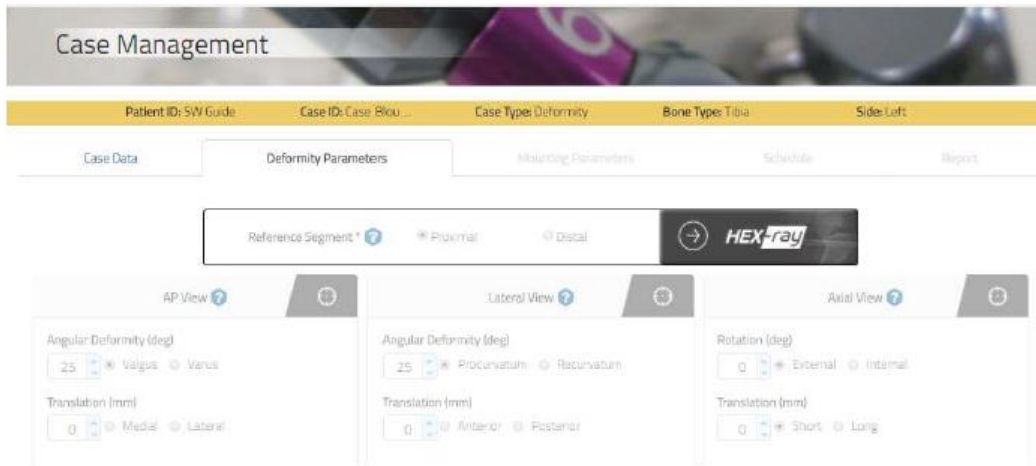 Case Management
6
Patient ID: SW Guide Case ID: Case_Blou ... Case Type: Deformity Bone Type: Tibia Side: Left
Case Data Deformity Parameters Mounting Parameters Schedule Report
Reference Segment * ? Proximal Distal HEX-ray
AP View ? Lateral View ? Axial View ?
Angular Deformity (deg) Angular Deformity (deg) Rotation (deg)
25 Valgus Varus 25 Procurvatum Recurvatum 0 External Internal
Translation (mm) Translation (mm) Translation (mm)
0 Medial Lateral 0 Anterior Posterior 0 Short Long